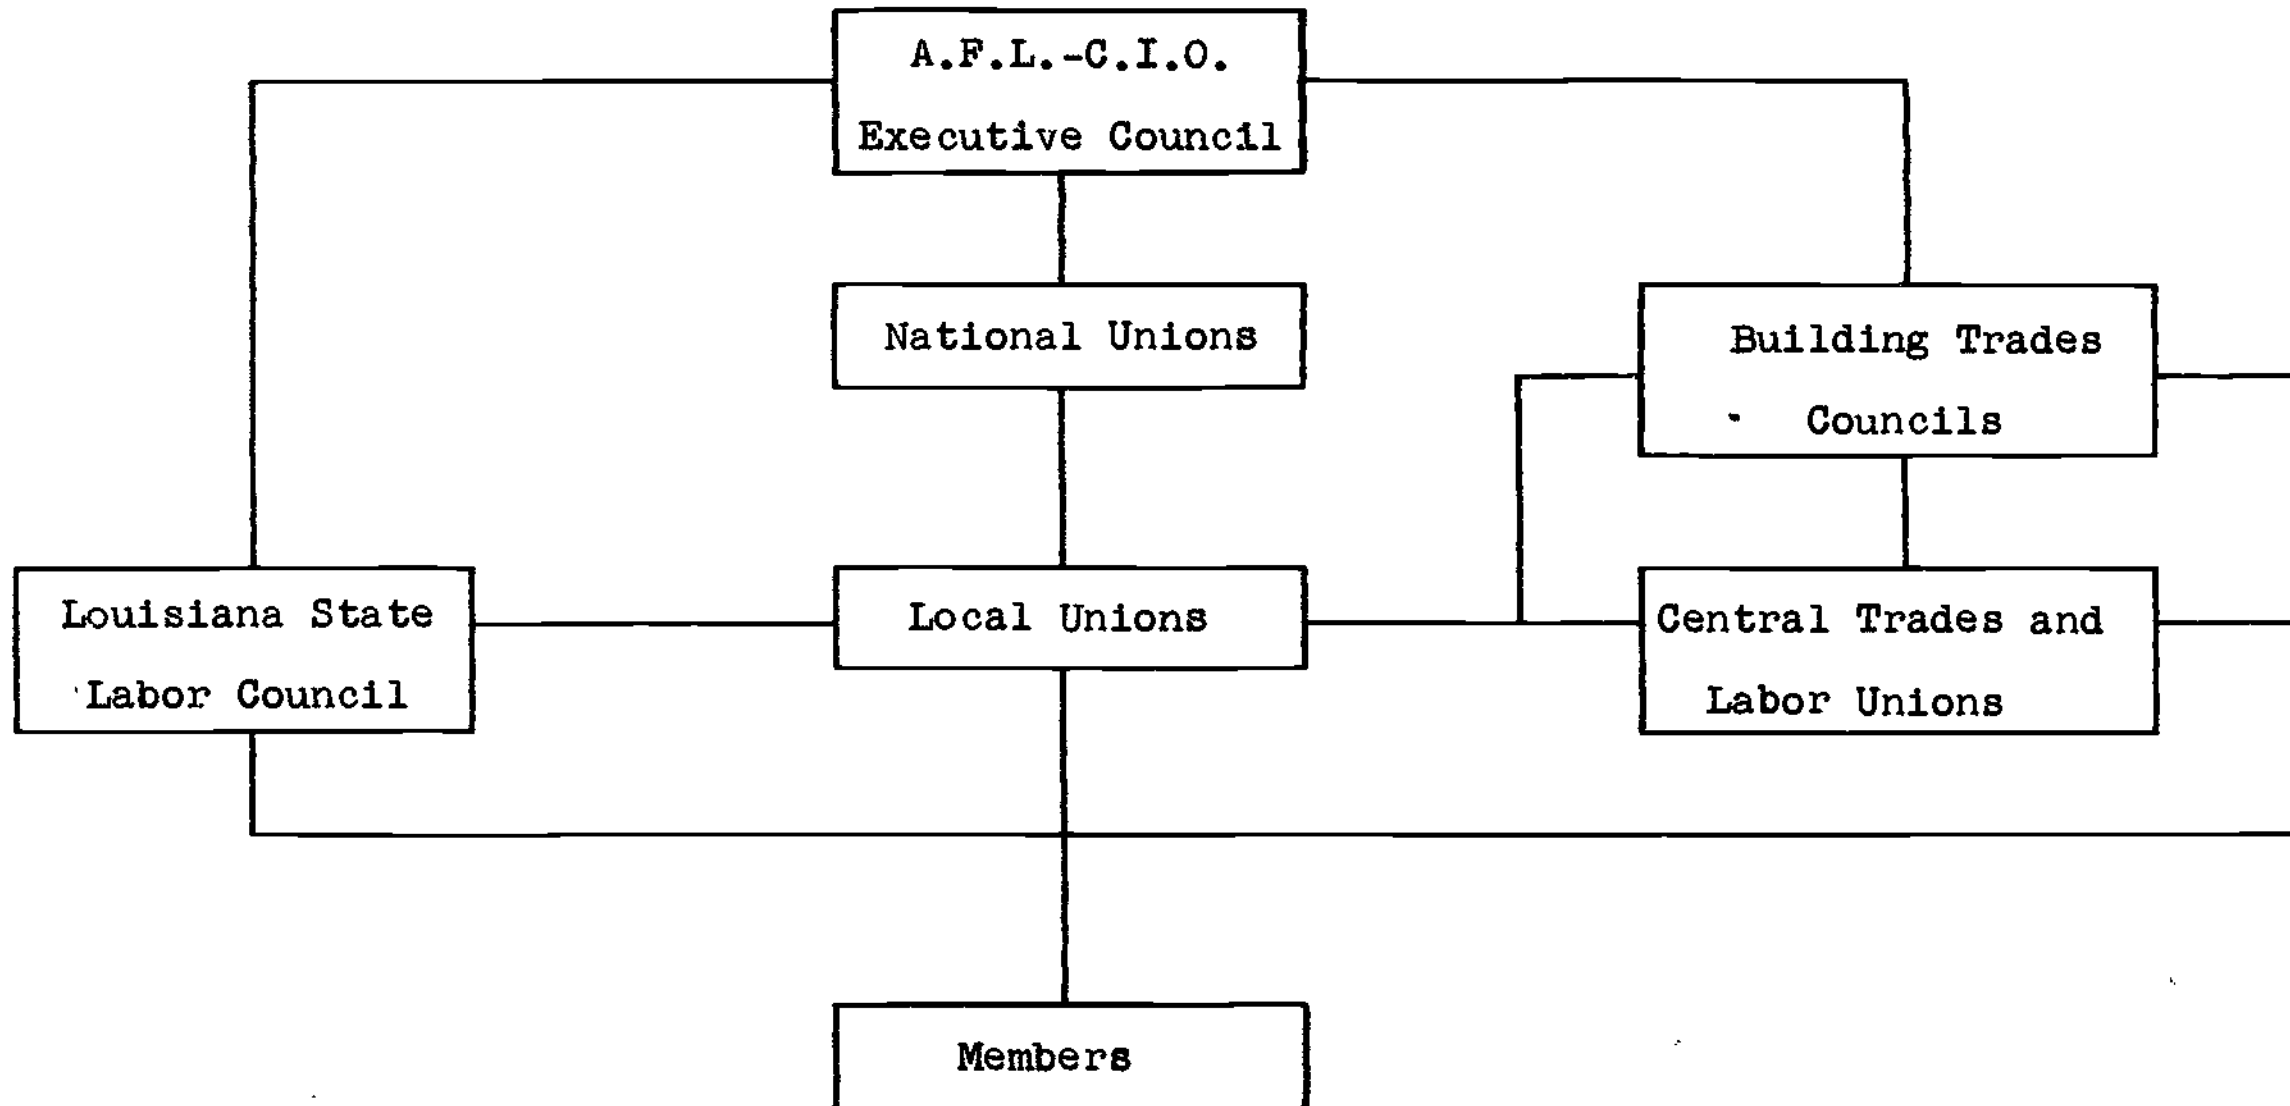 A.F.L.-C.I.O.
Executive Council
National Unions
Building Trades
Councils
Louisiana State
Labor Council
Local Unions
Central Trades and
Labor Unions
Members